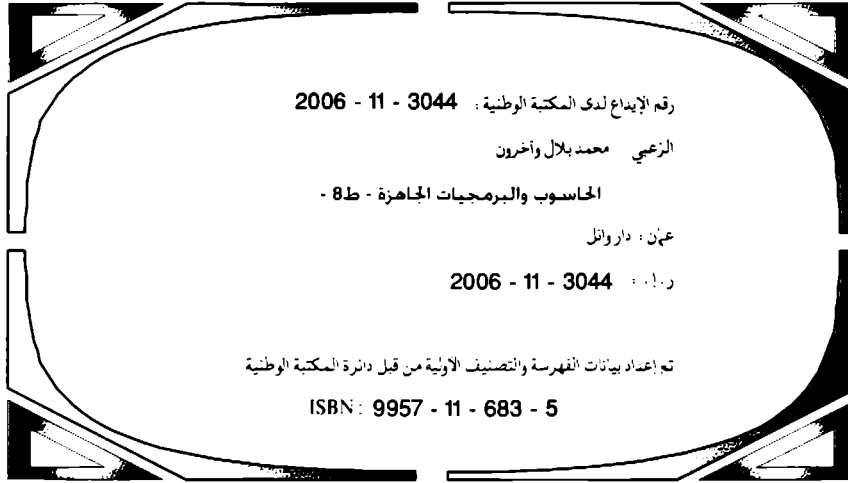 رقم الإيداع لدى المكتبة الوطنية : 3044 - 11 - 2006
الزعبي محمد بلال وآخرون
الحاسوب والبرمجيات الجاهزة - ط8 -
عمان : دار وائل
ر.إ. : 3044 - 11 - 2006
تم إعداد بيانات الفهرسة والتصنيف الأولية من قبل دائرة المكتبة الوطنية
ISBN : 9957 - 11 - 683 - 5